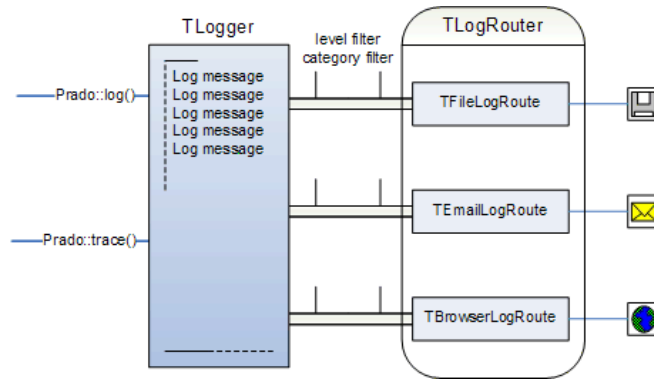 TLogger
TLogRouter
level filter
category filter
Log message
Log message
Log message
Log message
Log message
Prado::log()
Prado::trace()
TFileLogRoute
TEmailLogRoute
TBrowserLogRoute